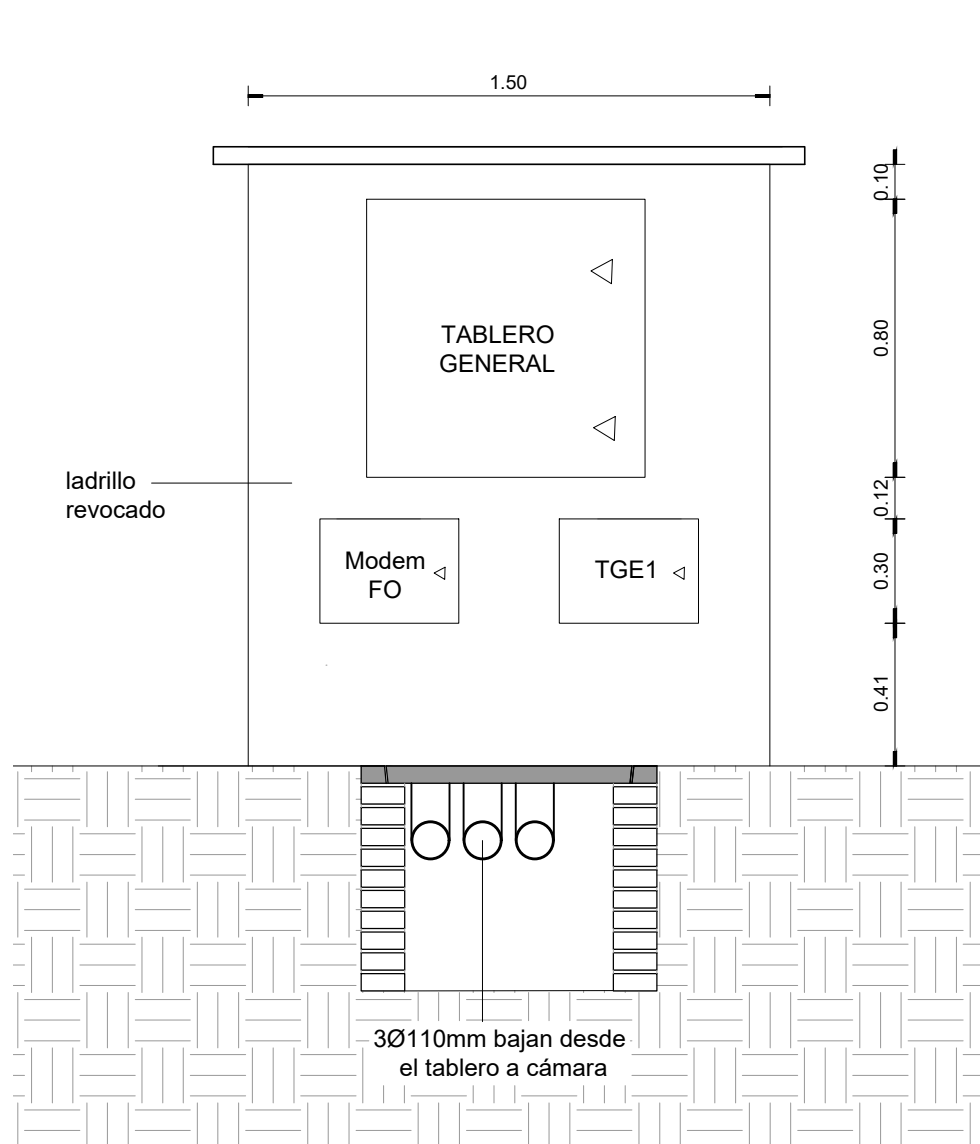 1.50
0.10
TABLERO
GENERAL
0.80
ladrillo
revocado
0.12
Modem
FO
TGE1
0.30
0.41
3Ø110mm bajan desde
el tablero a cámara